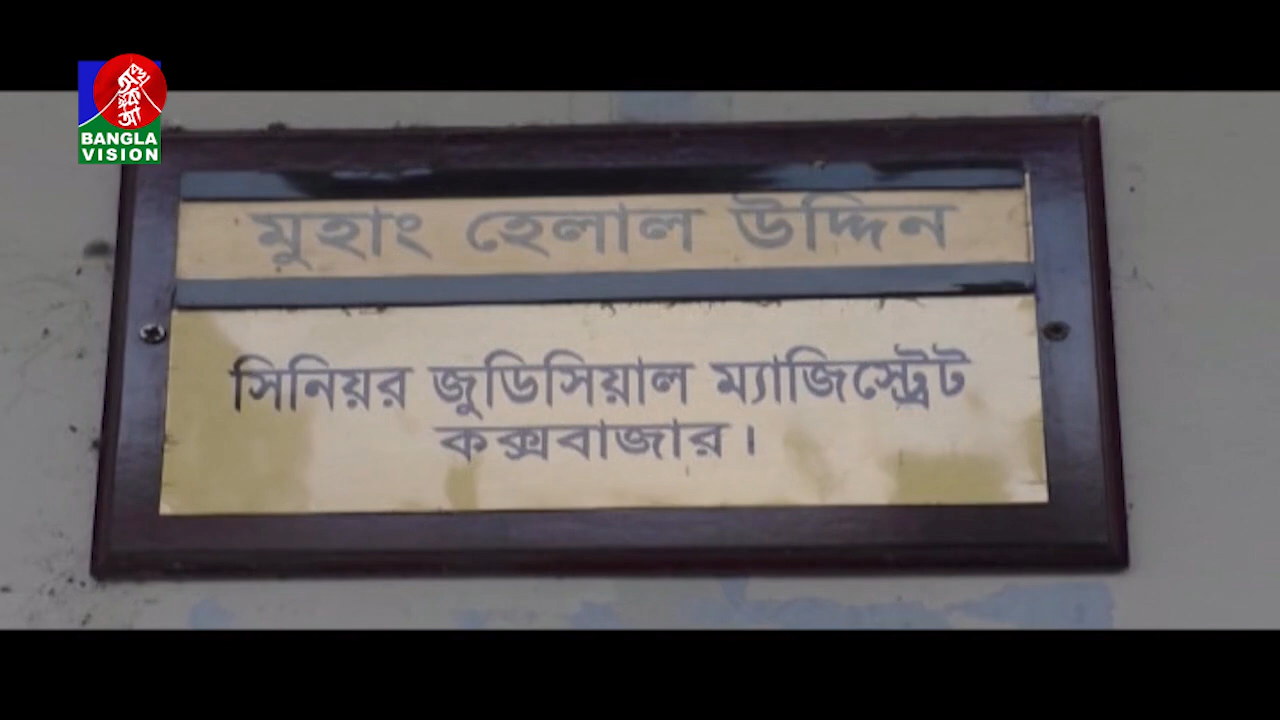 BANGLA
VISION
মুহাং হেলাল উদ্দিন
সিনিয়র জুডিসিয়াল ম্যাজিস্ট্রেট
কক্সবাজার।